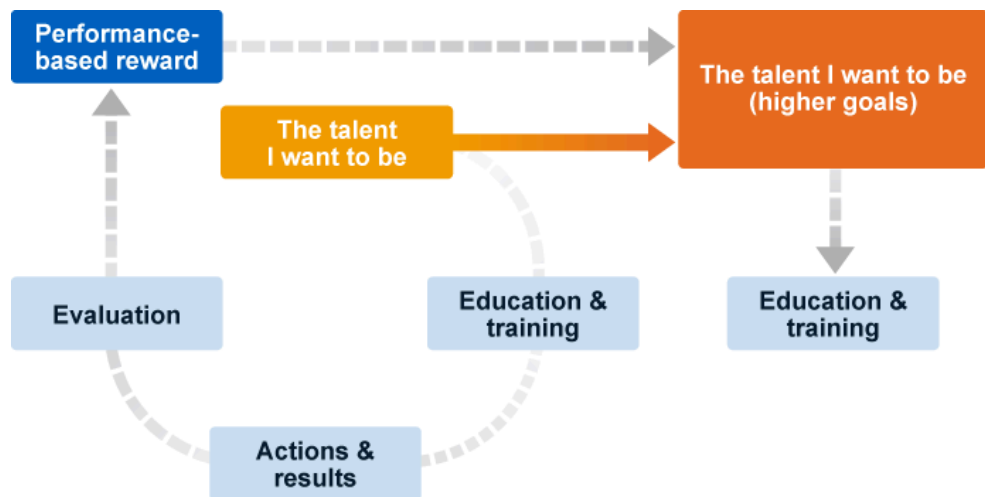 Performance-
based reward
The talent I want to be
(higher goals)
The talent
I want to be
Evaluation
Education &
training
Education &
training
Actions &
results